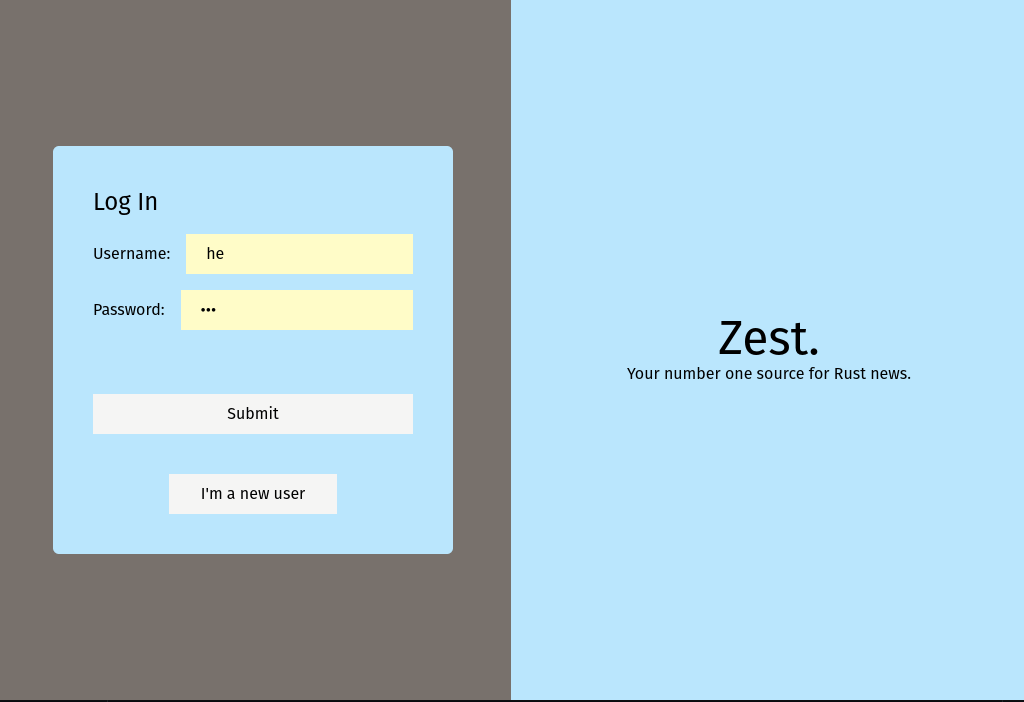 Log In
Username: he
Password: •••
Submit
I'm a new user
Zest.
Your number one source for Rust news.